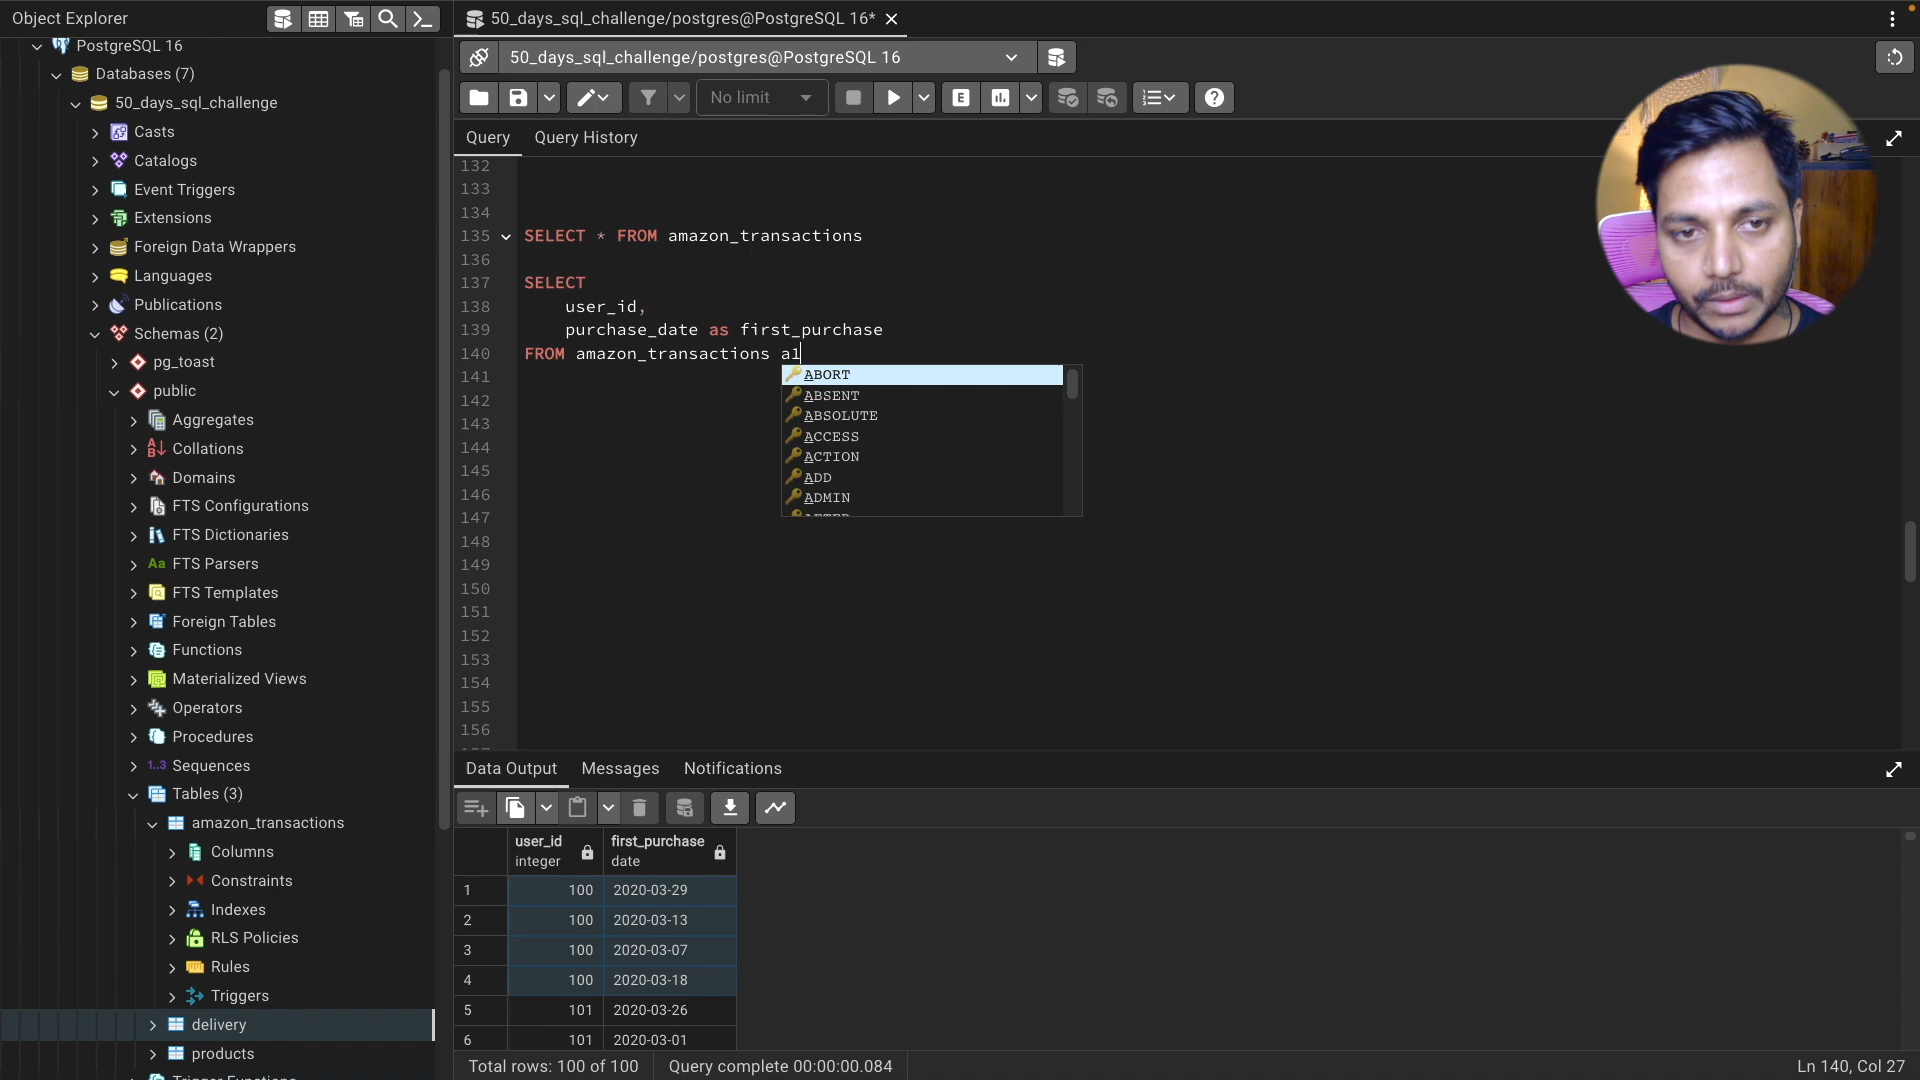 Object Explorer
50_days_sql_challenge/postgres@PostgreSQL 16*
50_days_sql_challenge/postgres@PostgreSQL 16
No limit
E
Query Query History
PostgreSQL 16
Databases (7)
50_days_sql_challenge
Casts
Catalogs
Event Triggers
Extensions
Foreign Data Wrappers
Languages
Publications
Schemas (2)
pg_toast
public
Aggregates
Collations
Domains
FTS Configurations
FTS Dictionaries
Aa FTS Parsers
FTS Templates
Foreign Tables
Functions
Materialized Views
Operators
Procedures
1..3 Sequences
Tables (3)
amazon_transactions
Columns
Constraints
Indexes
RLS Policies
Rules
Triggers
delivery
products
Trigger Functions
132
133
134
135 SELECT * FROM amazon_transactions
136
137 SELECT
138 user_id,
139 purchase_date as first_purchase
140 FROM amazon_transactions a1
141
142
143
144
145
146
147
148
149
150
151
152
153
154
155
156
157
ABORT
ABSENT
ABSOLUTE
ACCESS
ACTION
ADD
ADMIN
AFTER
Data Output Messages Notifications
user_id first_purchase
integer date
1 100 2020-03-29
2 100 2020-03-13
3 100 2020-03-07
4 100 2020-03-18
5 101 2020-03-26
6 101 2020-03-01
Total rows: 100 of 100 Query complete 00:00:00.084 Ln 140, Col 27